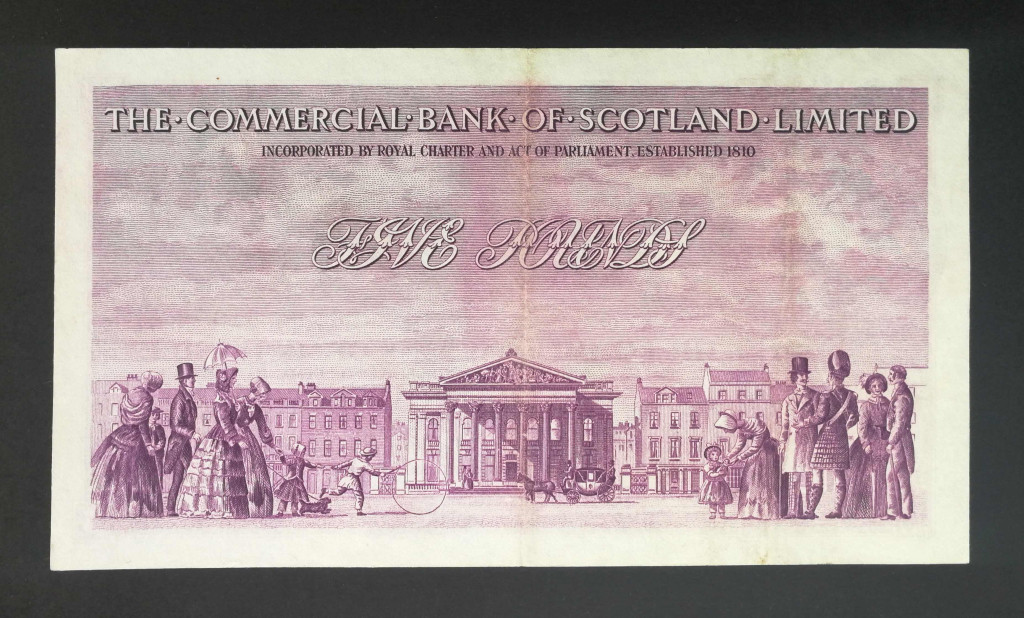 THE·COMMERCIAL·BANK·OF·SCOTLAND·LIMITED
INCORPORATED BY ROYAL CHARTER AND ACT OF PARLIAMENT. ESTABLISHED 1810
FIVE POUNDS